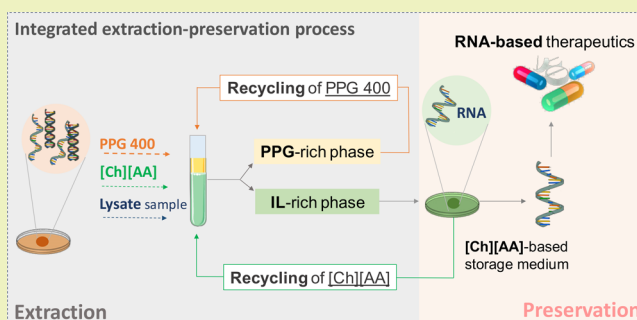 Integrated extraction-preservation process
RNA-based therapeutics
Recycling of PPG 400
RNA
PPG 400
[Ch][AA]
Lysate sample
PPG-rich phase
IL-rich phase
[Ch][AA]-based
storage medium
Recycling of [Ch][AA]
Extraction
Preservation